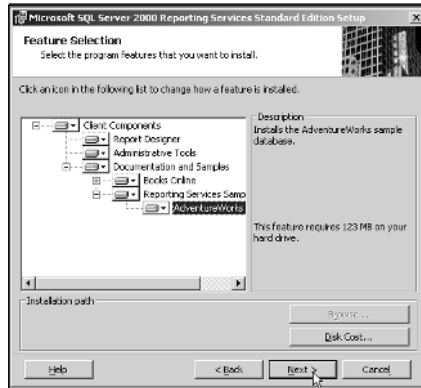 Microsoft SQL Server 2000 Reporting Services Standard Edition Setup
Feature Selection
Select the program features that you want to install.
Click an icon in the following list to change how a feature is installed.
Client Components
Report Designer
Administrative Tools
Documentation and Samples
Books Online
Reporting Services Samp
AdventureWorks
Description
Installs the AdventureWorks sample
database.
This feature requires 123 MB on your
hard drive.
Installation path
Browse...
Disk Cost...
Help
< Back
Next >
Cancel